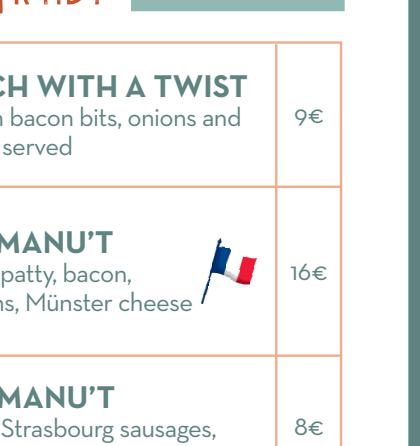 CH WITH A TWIST
bacon bits, onions and
served
9€
MANU'T
patty, bacon,
Münster cheese
16€
MANU'T
Strasbourg sausages,
8€